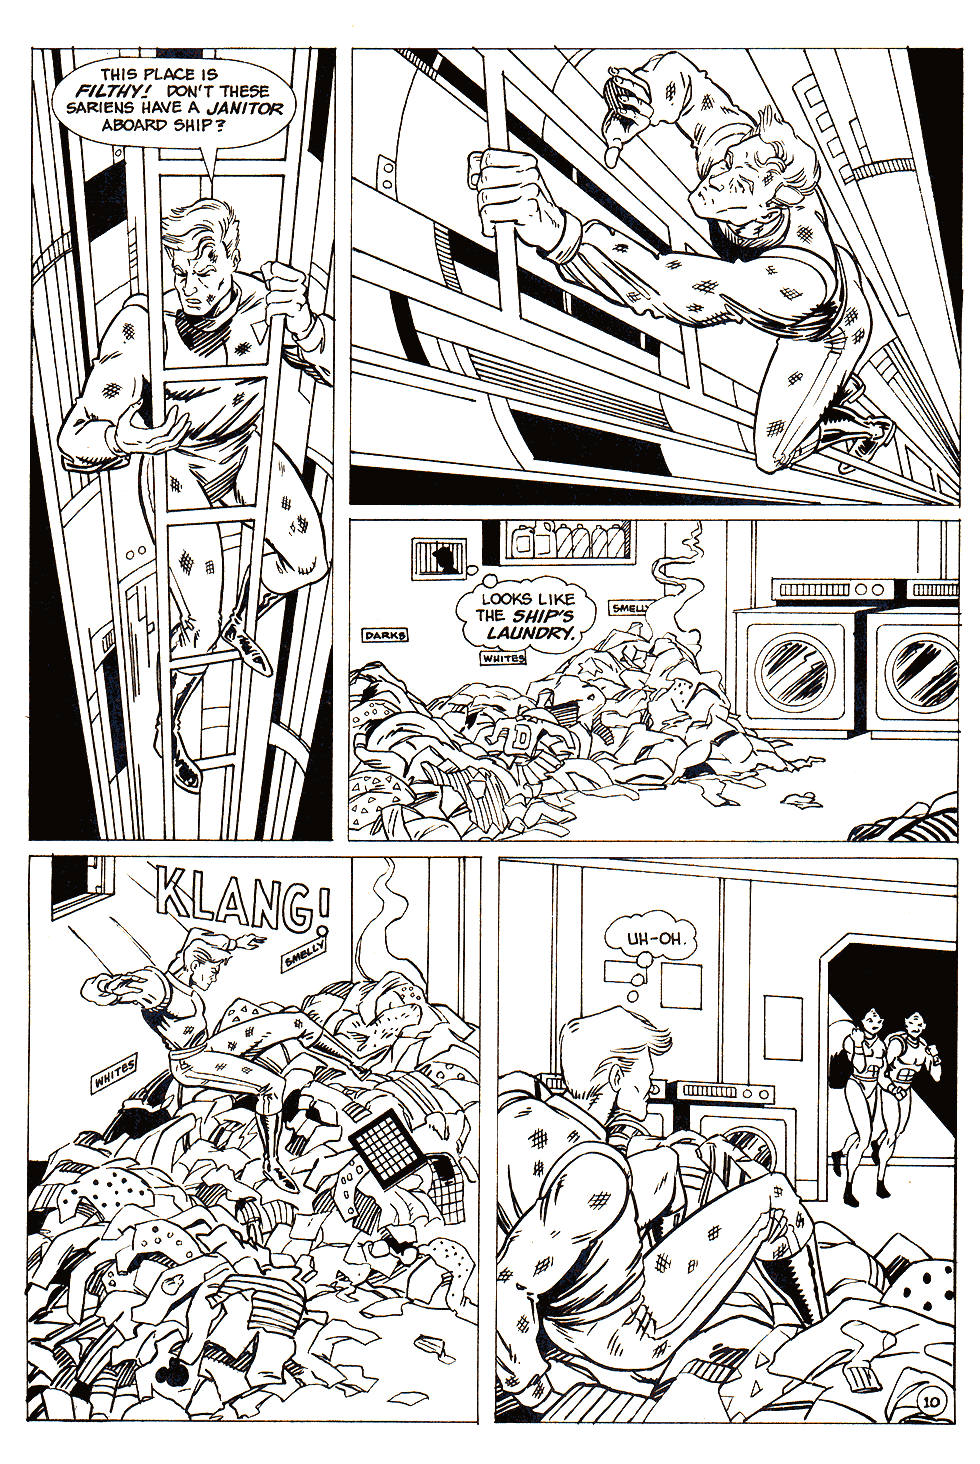 THIS PLACE IS
FILTHY! DON'T THESE
SARIENS HAVE A JANITOR
ABOARD SHIP?
LOOKS LIKE
THE SHIP'S
LAUNDRY.
DARKS
WHITES
SMELLY
KLANG!
SMELLY
WHITES
UH-OH.
10